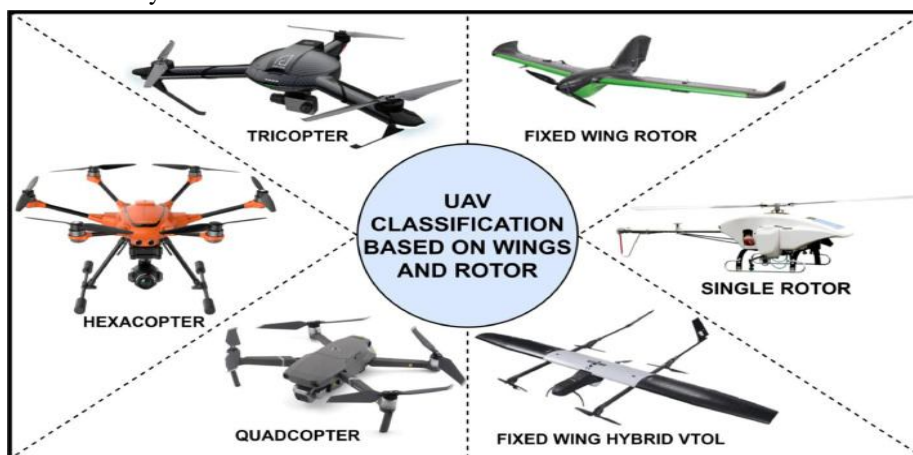 TRICOPTER
FIXED WING ROTOR
UAV
CLASSIFICATION
BASED ON WINGS
AND ROTOR
HEXACOPTER
SINGLE ROTOR
QUADCOPTER
FIXED WING HYBRID VTOL